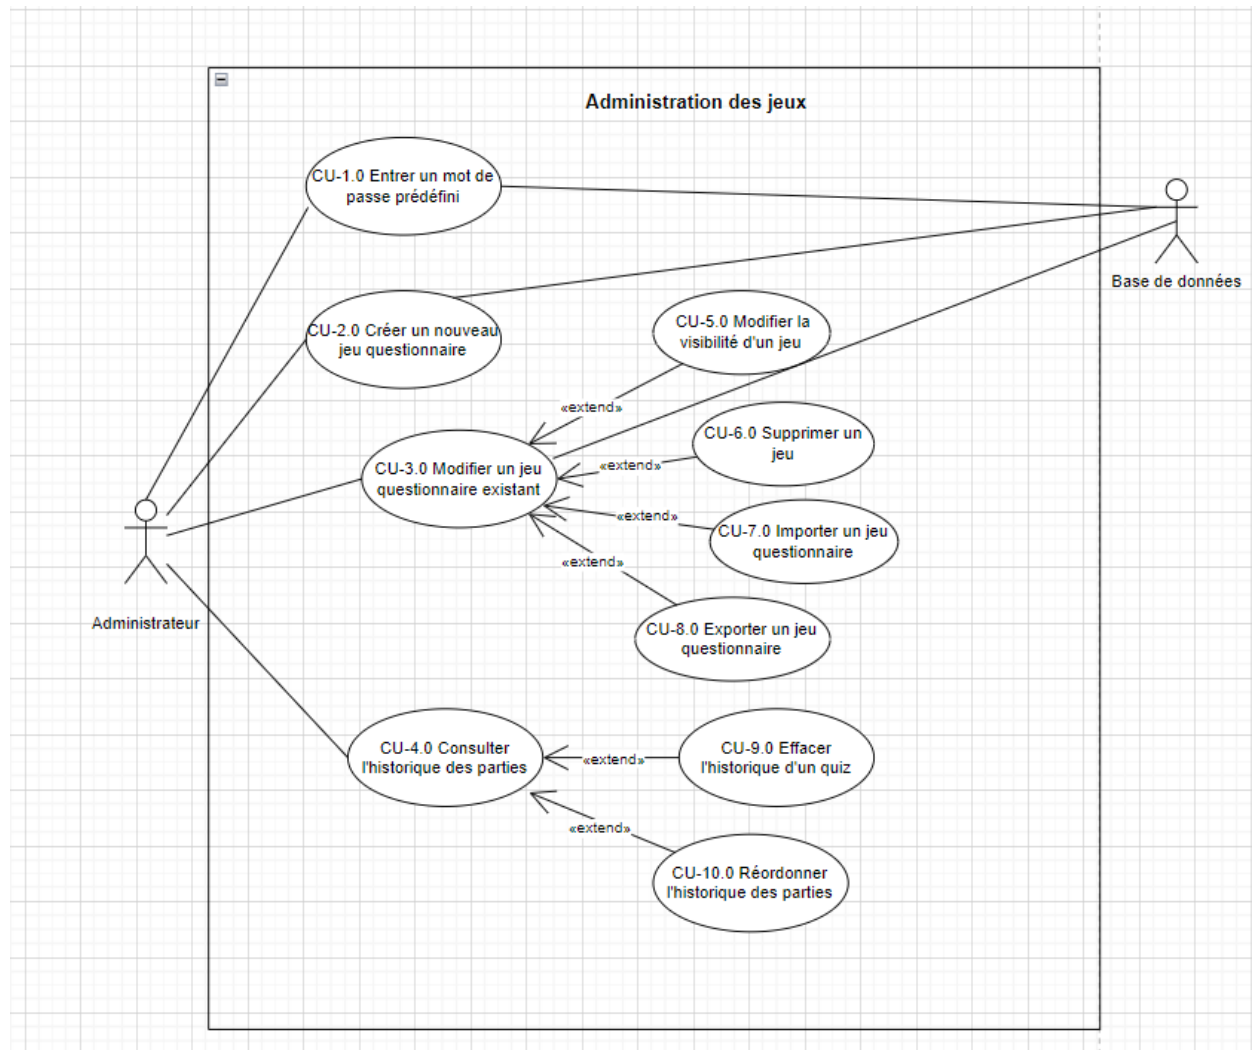 Administration des jeux
CU-1.0 Entrer un mot de
passe prédéfini
Base de données
CU-2.0 Créer un nouveau
jeu questionnaire
CU-5.0 Modifier la
visibilité d'un jeu
«extend»
CU-6.0 Supprimer un
jeu
«extend»
CU-3.0 Modifier un jeu
questionnaire existant
«extend»
CU-7.0 Importer un jeu
questionnaire
«extend»
Administrateur
CU-8.0 Exporter un jeu
questionnaire
CU-4.0 Consulter
l'historique des parties
«extend»
CU-9.0 Effacer
l'historique d'un quiz
«extend»
CU-10.0 Réordonner
l'historique des parties